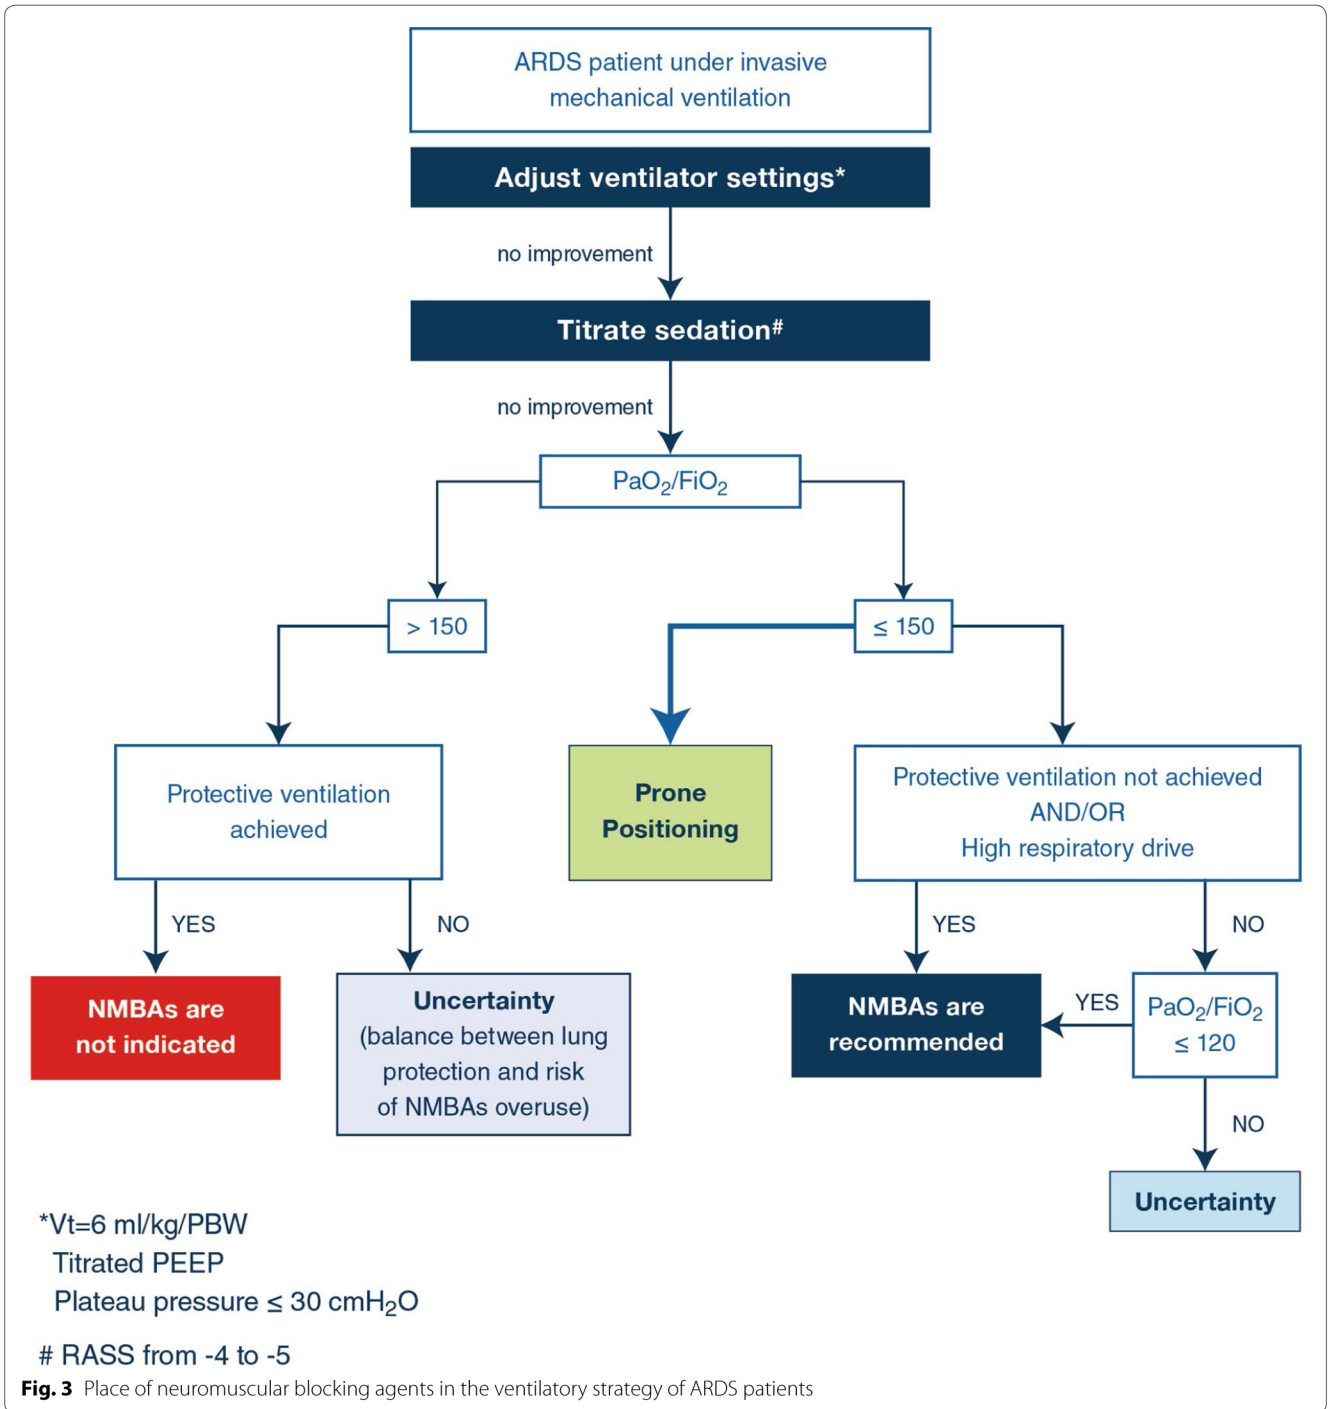 ARDS patient under invasive
mechanical ventilation
Adjust ventilator settings*
no improvement
Titrate sedation#
no improvement
PaO₂/FiO₂
> 150
≤ 150
Protective ventilation
achieved
Prone
Positioning
Protective ventilation not achieved
AND/OR
High respiratory drive
YES
NO
YES
NO
NMBAs are
not indicated
Uncertainty
(balance between lung
protection and risk
of NMBAs overuse)
NMBAs are
recommended
YES
PaO₂/FiO₂
≤ 120
NO
Uncertainty
*Vt=6 ml/kg/PBW
Titrated PEEP
Plateau pressure ≤ 30 cmH₂O
# RASS from -4 to -5
Fig. 3 Place of neuromuscular blocking agents in the ventilatory strategy of ARDS patients